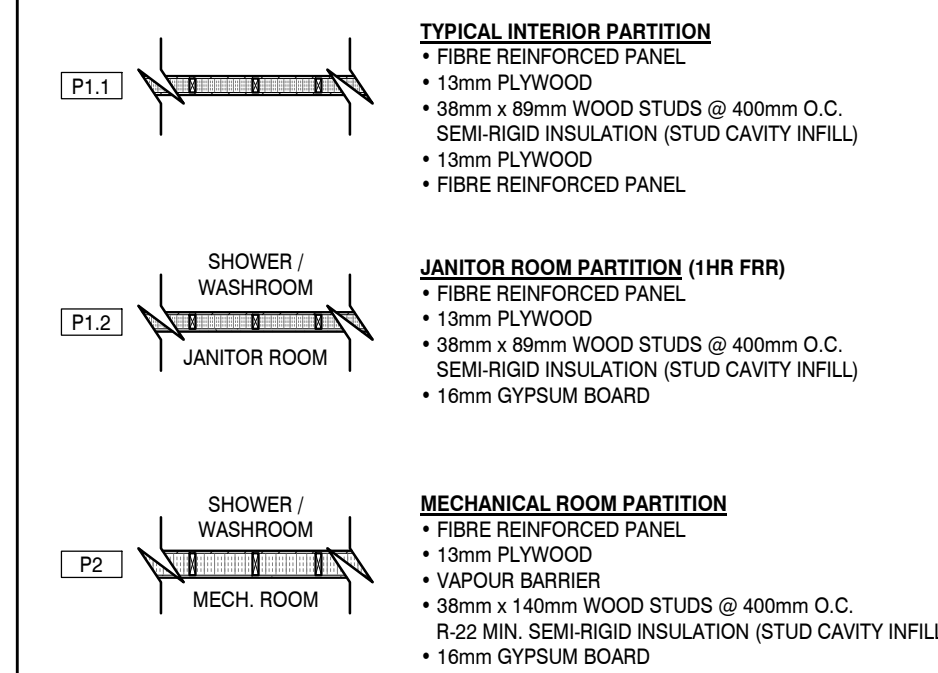 P1.1
TYPICAL INTERIOR PARTITION
• FIBRE REINFORCED PANEL
• 13mm PLYWOOD
• 38mm x 89mm WOOD STUDS @ 400mm O.C.
SEMI-RIGID INSULATION (STUD CAVITY INFILL)
• 13mm PLYWOOD
• FIBRE REINFORCED PANEL
P1.2
SHOWER /
WASHROOM
JANITOR ROOM
JANITOR ROOM PARTITION (1HR FRR)
• FIBRE REINFORCED PANEL
• 13mm PLYWOOD
• 38mm x 89mm WOOD STUDS @ 400mm O.C.
SEMI-RIGID INSULATION (STUD CAVITY INFILL)
• 16mm GYPSUM BOARD
P2
SHOWER /
WASHROOM
MECH. ROOM
MECHANICAL ROOM PARTITION
• FIBRE REINFORCED PANEL
• 13mm PLYWOOD
• VAPOUR BARRIER
• 38mm x 140mm WOOD STUDS @ 400mm O.C.
R-22 MIN. SEMI-RIGID INSULATION (STUD CAVITY INFILL
• 16mm GYPSUM BOARD